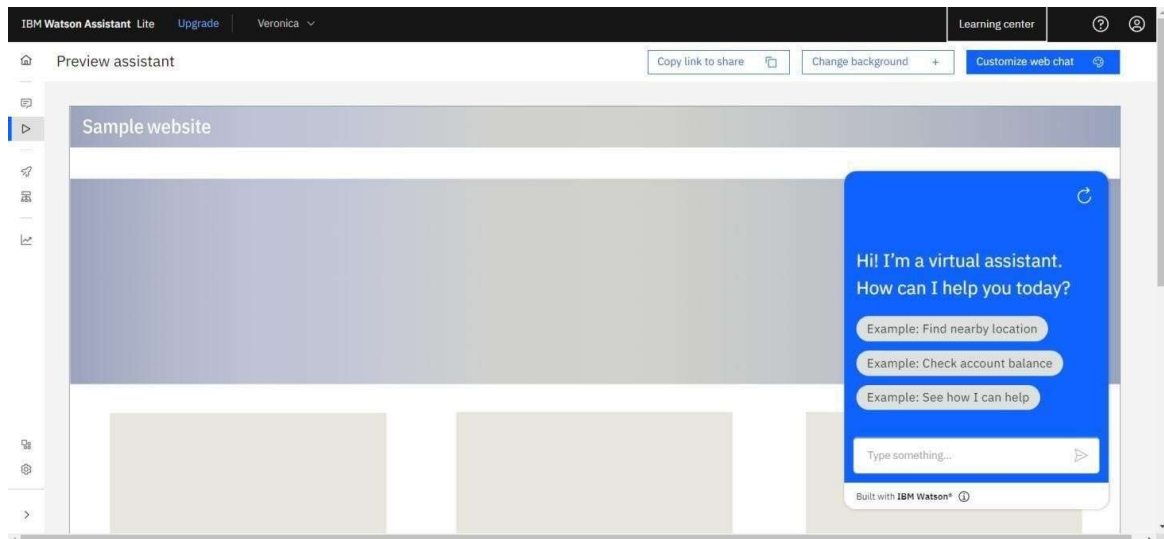 IBM Watson Assistant Lite Upgrade Veronica Learning center
Preview assistant Copy link to share Change background + Customize web chat
Sample website
Hi! I'm a virtual assistant.
How can I help you today?
Example: Find nearby location
Example: Check account balance
Example: See how I can help
Type something...
Built with IBM Watson®